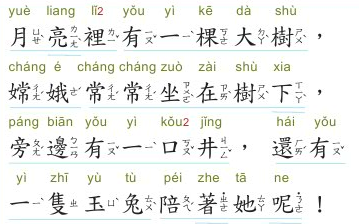 yuè liang lǐ2 yǒu yì kē dà shù
月亮裡有一棵大樹，
cháng é cháng cháng zuò zài shù xia
嫦娥常常坐在樹下，
páng biān yǒu yì kǒu2 jǐng hái yǒu
旁邊有一口井，還有
yì zhī yù tù péi zhe tā ne
一隻玉兔陪著她呢！